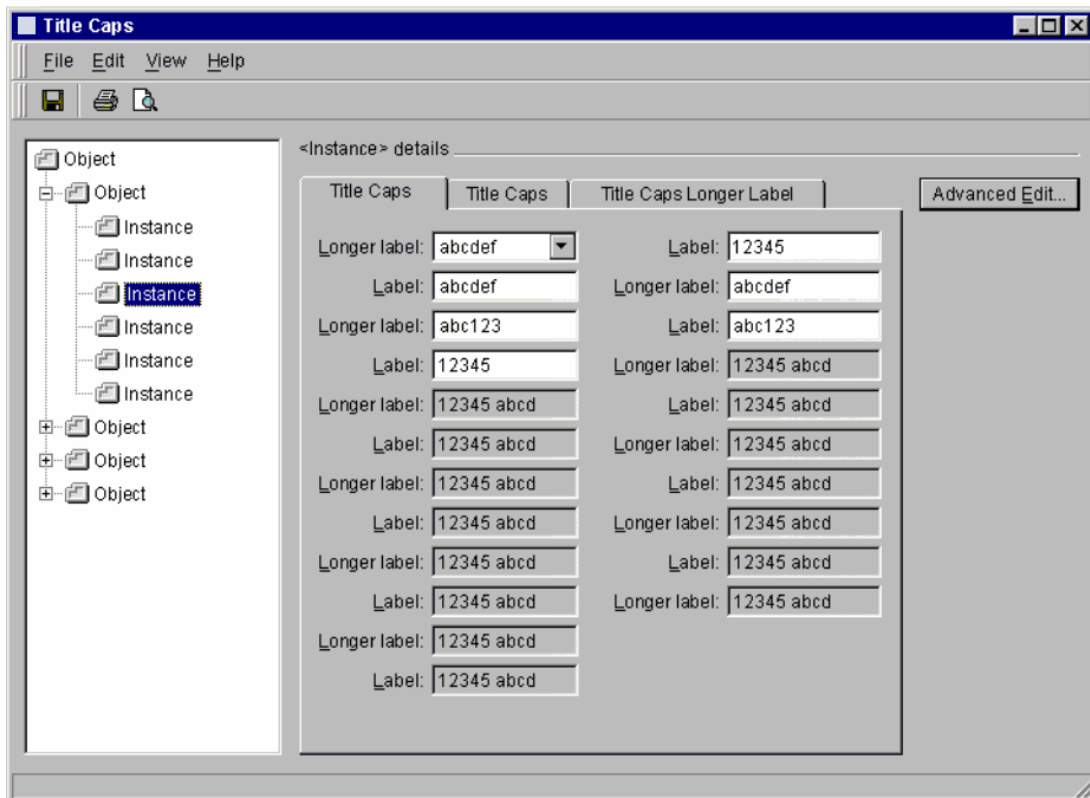 Title Caps
File Edit View Help
Object
Object
Instance
Instance
Instance
Instance
Instance
Instance
Object
Object
Object
<Instance> details
Title Caps Title Caps Title Caps Longer Label
Advanced Edit...
Longer label: abcdef Label: 12345
Label: abcdef Longer label: abcdef
Longer label: abc123 Label: abc123
Label: 12345 Longer label: 12345 abcd
Longer label: 12345 abcd Label: 12345 abcd
Label: 12345 abcd Longer label: 12345 abcd
Longer label: 12345 abcd Label: 12345 abcd
Label: 12345 abcd Longer label: 12345 abcd
Longer label: 12345 abcd Label: 12345 abcd
Label: 12345 abcd Longer label: 12345 abcd
Longer label: 12345 abcd
Label: 12345 abcd